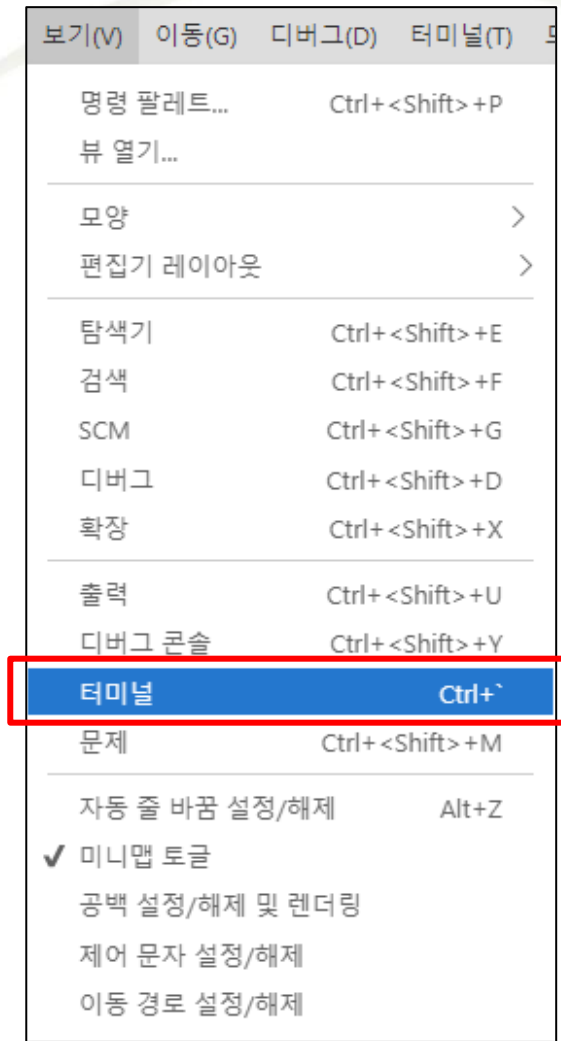 보기(V) 이동(G) 디버그(D) 터미널(T)
명령 팔레트... Ctrl+<Shift>+P
뷰 열기...
모양 >
편집기 레이아웃 >
탐색기 Ctrl+<Shift>+E
검색 Ctrl+<Shift>+F
SCM Ctrl+<Shift>+G
디버그 Ctrl+<Shift>+D
확장 Ctrl+<Shift>+X
출력 Ctrl+<Shift>+U
디버그 콘솔 Ctrl+<Shift>+Y
터미널 Ctrl+`
문제 Ctrl+<Shift>+M
자동 줄 바꿈 설정/해제 Alt+Z
✓ 미니맵 토글
공백 설정/해제 및 렌더링
제어 문자 설정/해제
이동 경로 설정/해제